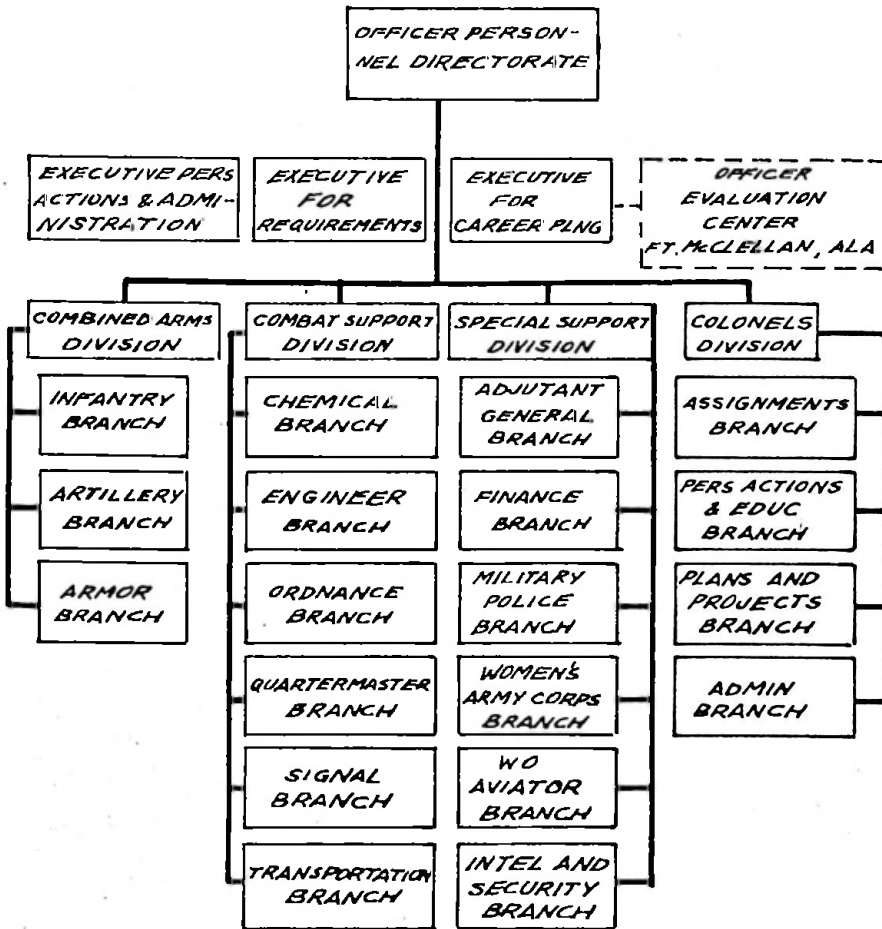 OFFICER PERSON-
NEL DIRECTORATE
EXECUTIVE PERS
ACTIONS & ADMI-
NISTRATION
EXECUTIVE
FOR
REQUIREMENTS
EXECUTIVE
FOR
CAREER PLNG
OFFICER
EVALUATION
CENTER
FT. McCLELLAN, ALA
COMBINED ARMS
DIVISION
COMBAT SUPPORT
DIVISION
SPECIAL SUPPORT
DIVISION
COLONELS
DIVISION
INFANTRY
BRANCH
ARTILLERY
BRANCH
ARMOR
BRANCH
CHEMICAL
BRANCH
ENGINEER
BRANCH
ORDNANCE
BRANCH
QUARTERMASTER
BRANCH
SIGNAL
BRANCH
TRANSPORTATION
BRANCH
ADJUTANT
GENERAL
BRANCH
FINANCE
BRANCH
MILITARY
POLICE
BRANCH
WOMEN'S
ARMY CORPS
BRANCH
WO
AVIATOR
BRANCH
INTEL AND
SECURITY
BRANCH
ASSIGNMENTS
BRANCH
PERS ACTIONS
& EDUC
BRANCH
PLANS AND
PROJECTS
BRANCH
ADMIN
BRANCH